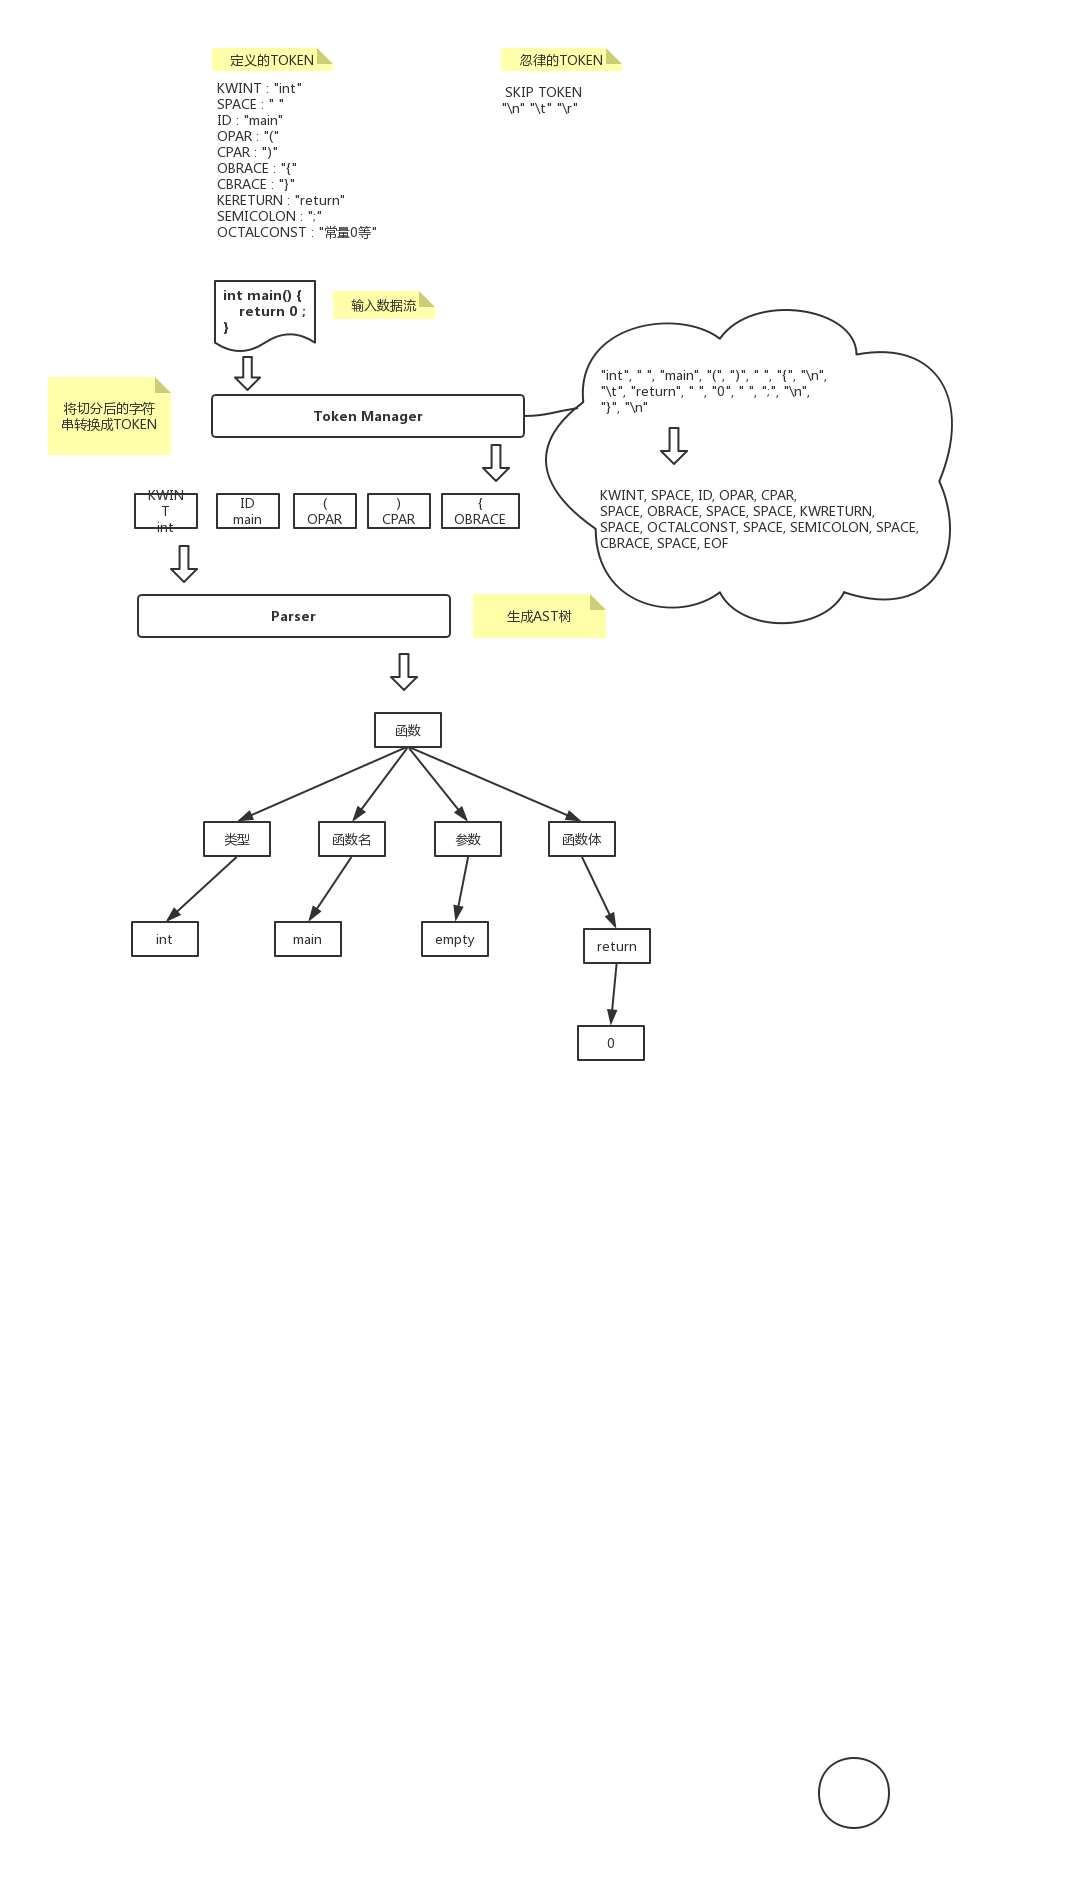 定义的TOKEN
忽律的TOKEN
KWINT : "int"
SPACE : " "
ID : "main"
OPAR : "("
CPAR : ")"
OBRACE : "{"
CBRACE : "}"
KERETURN : "return"
SEMICOLON : ";"
OCTALCONST : "常量0等"
SKIP TOKEN
"\n" "\t" "\r"
int main() {
return 0 ;
}
输入数据流
将切分后的字符
串转换成TOKEN
Token Manager
"int", " ", "main", "(", ")", " ", "{", "\n",
"\t", "return", " ", "0", " ", ";", "\n",
"}", "\n"
KWINT, SPACE, ID, OPAR, CPAR,
SPACE, OBRACE, SPACE, SPACE, KWRETURN,
SPACE, OCTALCONST, SPACE, SEMICOLON, SPACE,
CBRACE, SPACE, EOF
KWIN
T
int
ID
main
(
OPAR
)
CPAR
{
OBRACE
Parser
生成AST树
函数
类型
函数名
参数
函数体
int
main
empty
return
0